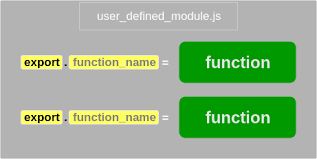 user_defined_module.js
export . function_name = function
export . function_name = function